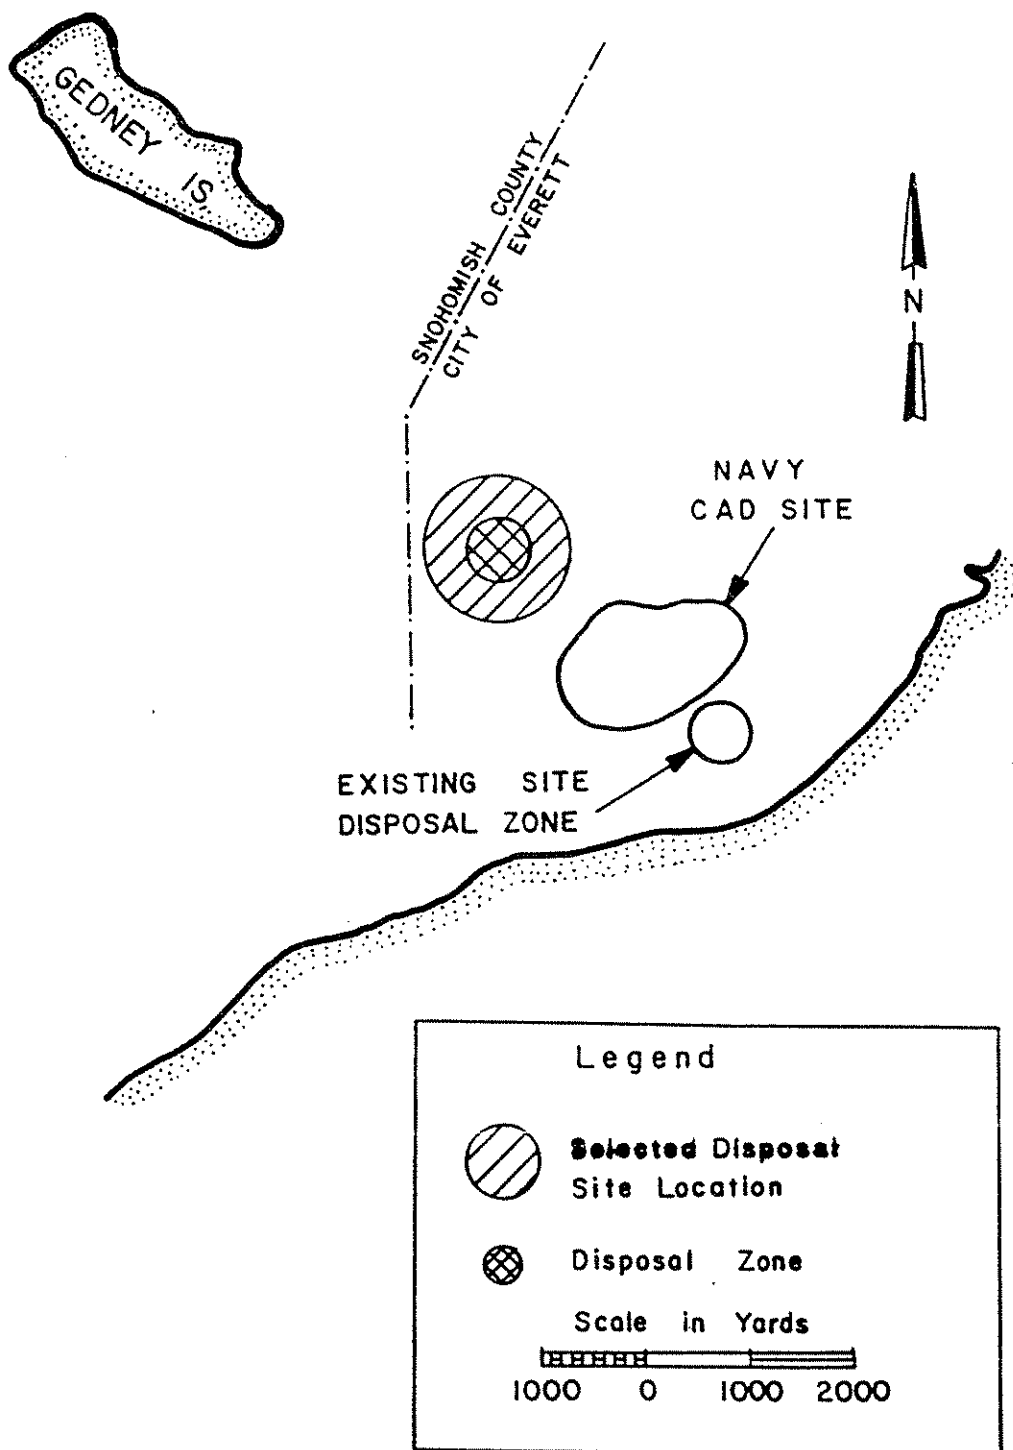 GEDNEY
IS.
SNOHOMISH COUNTY
CITY OF EVERETT
N
NAVY
CAD SITE
EXISTING SITE
DISPOSAL ZONE
Legend
Selected Disposal
Site Location
Disposal Zone
Scale in Yards
1000 0 1000 2000